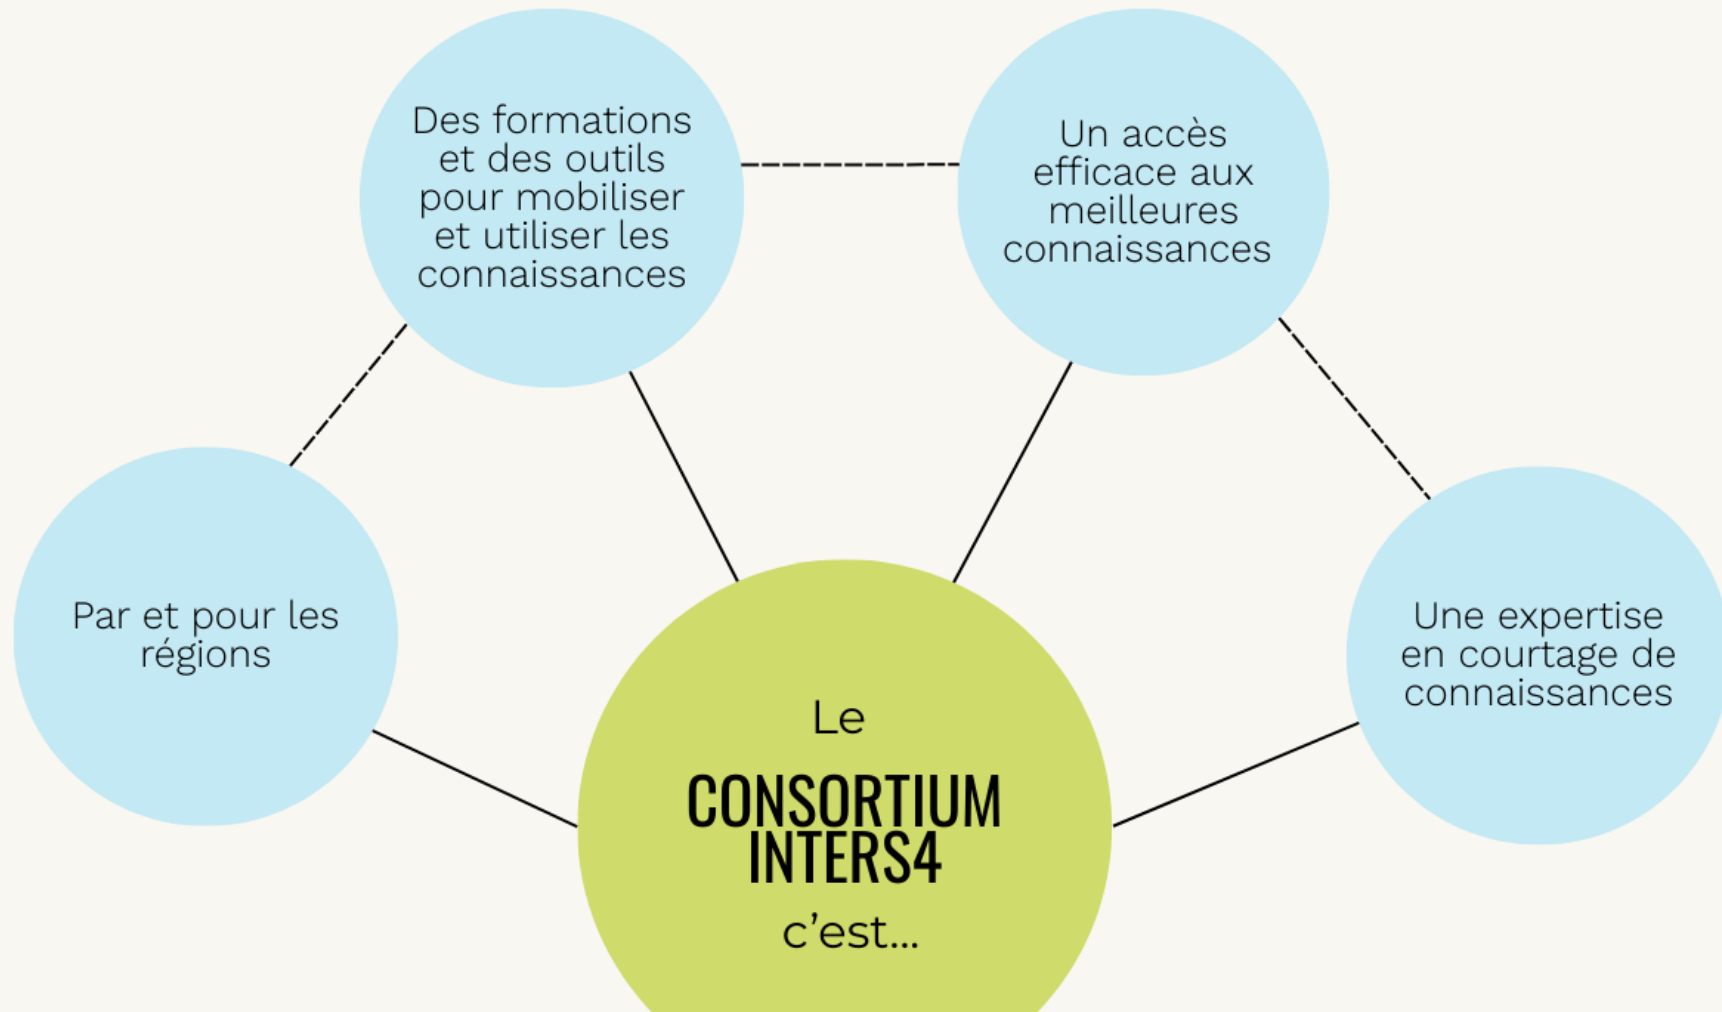 Des formations
et des outils
pour mobiliser
et utiliser les
connaissances
Un accès
efficace aux
meilleures
connaissances
Par et pour les
régions
Une expertise
en courtage de
connaissances
Le
CONSORTIUM
INTERS4
c’est...